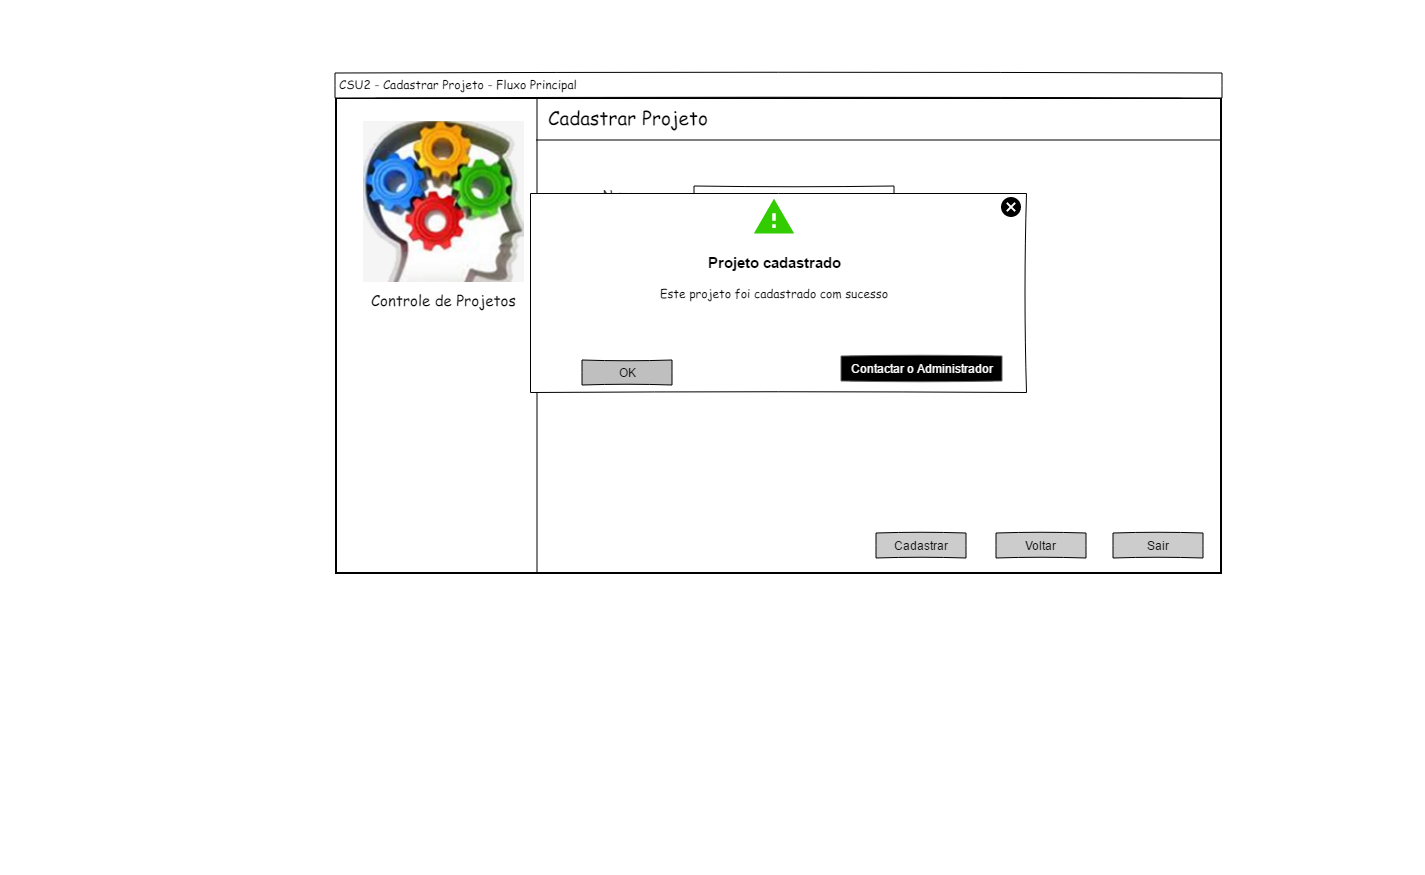 CSU2 - Cadastrar Projeto - Fluxo Principal
Cadastrar Projeto
Controle de Projetos
Projeto cadastrado
Este projeto foi cadastrado com sucesso
OK
Contactar o Administrador
Cadastrar
Voltar
Sair